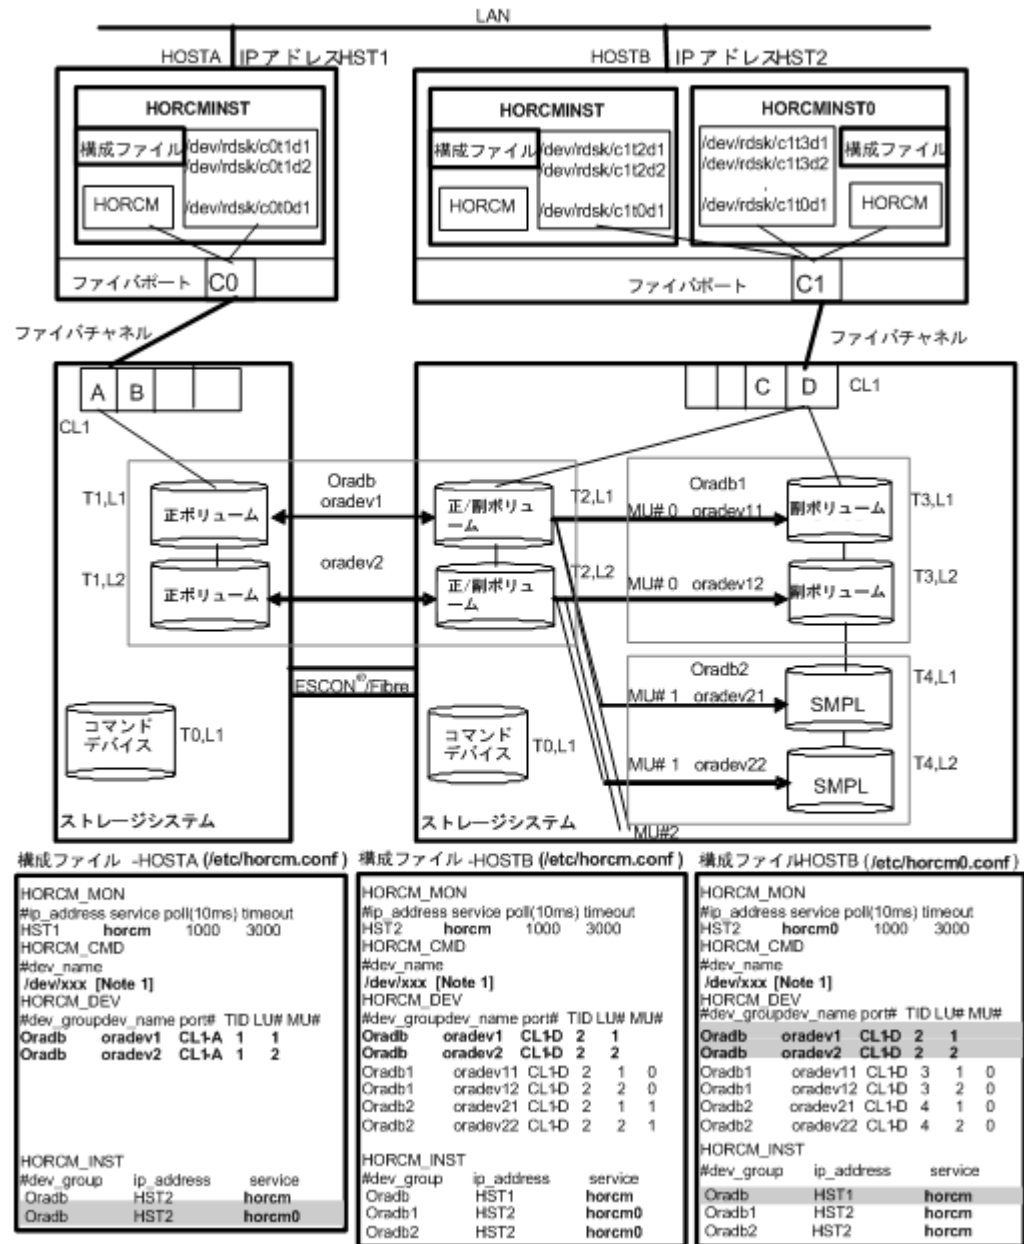 LAN
HOSTA IPアドレスHST1
HOSTB IPアドレスHST2
HORCMINST
構成ファイル
/dev/rdsk/c0t1d1
/dev/rdsk/c0t1d2
HORCM
/dev/rdsk/c0t0d1
ファイバポート C0
HORCMINST
構成ファイル
/dev/rdsk/c1t2d1
/dev/rdsk/c1t2d2
HORCM
/dev/rdsk/c1t0d1
HORCMINST0
/dev/rdsk/c1t3d1
/dev/rdsk/c1t3d2
構成ファイル
/dev/rdsk/c1t0d1
HORCM
ファイバポート C1
ファイバチャネル
ファイバチャネル
A B
CL1
C D CL1
T1,L1
正ボリューム
Oradb
oradev1
正/副ボリュ
ーム
T2,L1
Oradb1
MU# 0 oradev11
副ボリューム
T3,L1
T1,L2
正ボリューム
oradev2
正/副ボリュ
ーム
T2,L2
MU# 0 oradev12
副ボリューム
T3,L2
ESCON®/Fibre
Oradb2
MU# 1 oradev21
SMPL
T4,L1
MU# 1 oradev22
SMPL
T4,L2
MU#2
コマンド
デバイス
T0,L1
コマンド
デバイス
T0,L1
ストレージシステム
ストレージシステム
構成ファイル -HOSTA (/etc/horcm.conf)
HORCM_MON
#ip_address service poll(10ms) timeout
HST1 horcm 1000 3000
HORCM_CMD
#dev_name
/dev/xxx [Note 1]
HORCM_DEV
#dev_groupdev_name port# TID LU# MU#
Oradb oradev1 CL1-A 1 1
Oradb oradev2 CL1-A 1 2
HORCM_INST
#dev_group ip_address service
Oradb HST2 horcm
Oradb HST2 horcm0
構成ファイル -HOSTB (/etc/horcm.conf)
HORCM_MON
#ip_address service poll(10ms) timeout
HST2 horcm 1000 3000
HORCM_CMD
#dev_name
/dev/xxx [Note 1]
HORCM_DEV
#dev_groupdev_name port# TID LU# MU#
Oradb oradev1 CL1-D 2 1
Oradb oradev2 CL1-D 2 2
Oradb1 oradev11 CL1-D 2 1 0
Oradb1 oradev12 CL1-D 2 2 0
Oradb2 oradev21 CL1-D 2 1 1
Oradb2 oradev22 CL1-D 2 2 1
HORCM_INST
#dev_group ip_address service
Oradb HST1 horcm
Oradb1 HST2 horcm0
Oradb2 HST2 horcm0
構成ファイルHOSTB (/etc/horcm0.conf)
HORCM_MON
#ip_address service poll(10ms) timeout
HST2 horcm0 1000 3000
HORCM_CMD
#dev_name
/dev/xxx [Note 1]
HORCM_DEV
#dev_groupdev_name port# TID LU# MU#
Oradb oradev1 CL1-D 2 1
Oradb oradev2 CL1-D 2 2
Oradb1 oradev11 CL1-D 3 1 0
Oradb1 oradev12 CL1-D 3 2 0
Oradb2 oradev21 CL1-D 4 1 0
Oradb2 oradev22 CL1-D 4 2 0
HORCM_INST
#dev_group ip_address service
Oradb HST1 horcm
Oradb1 HST2 horcm
Oradb2 HST2 horcm